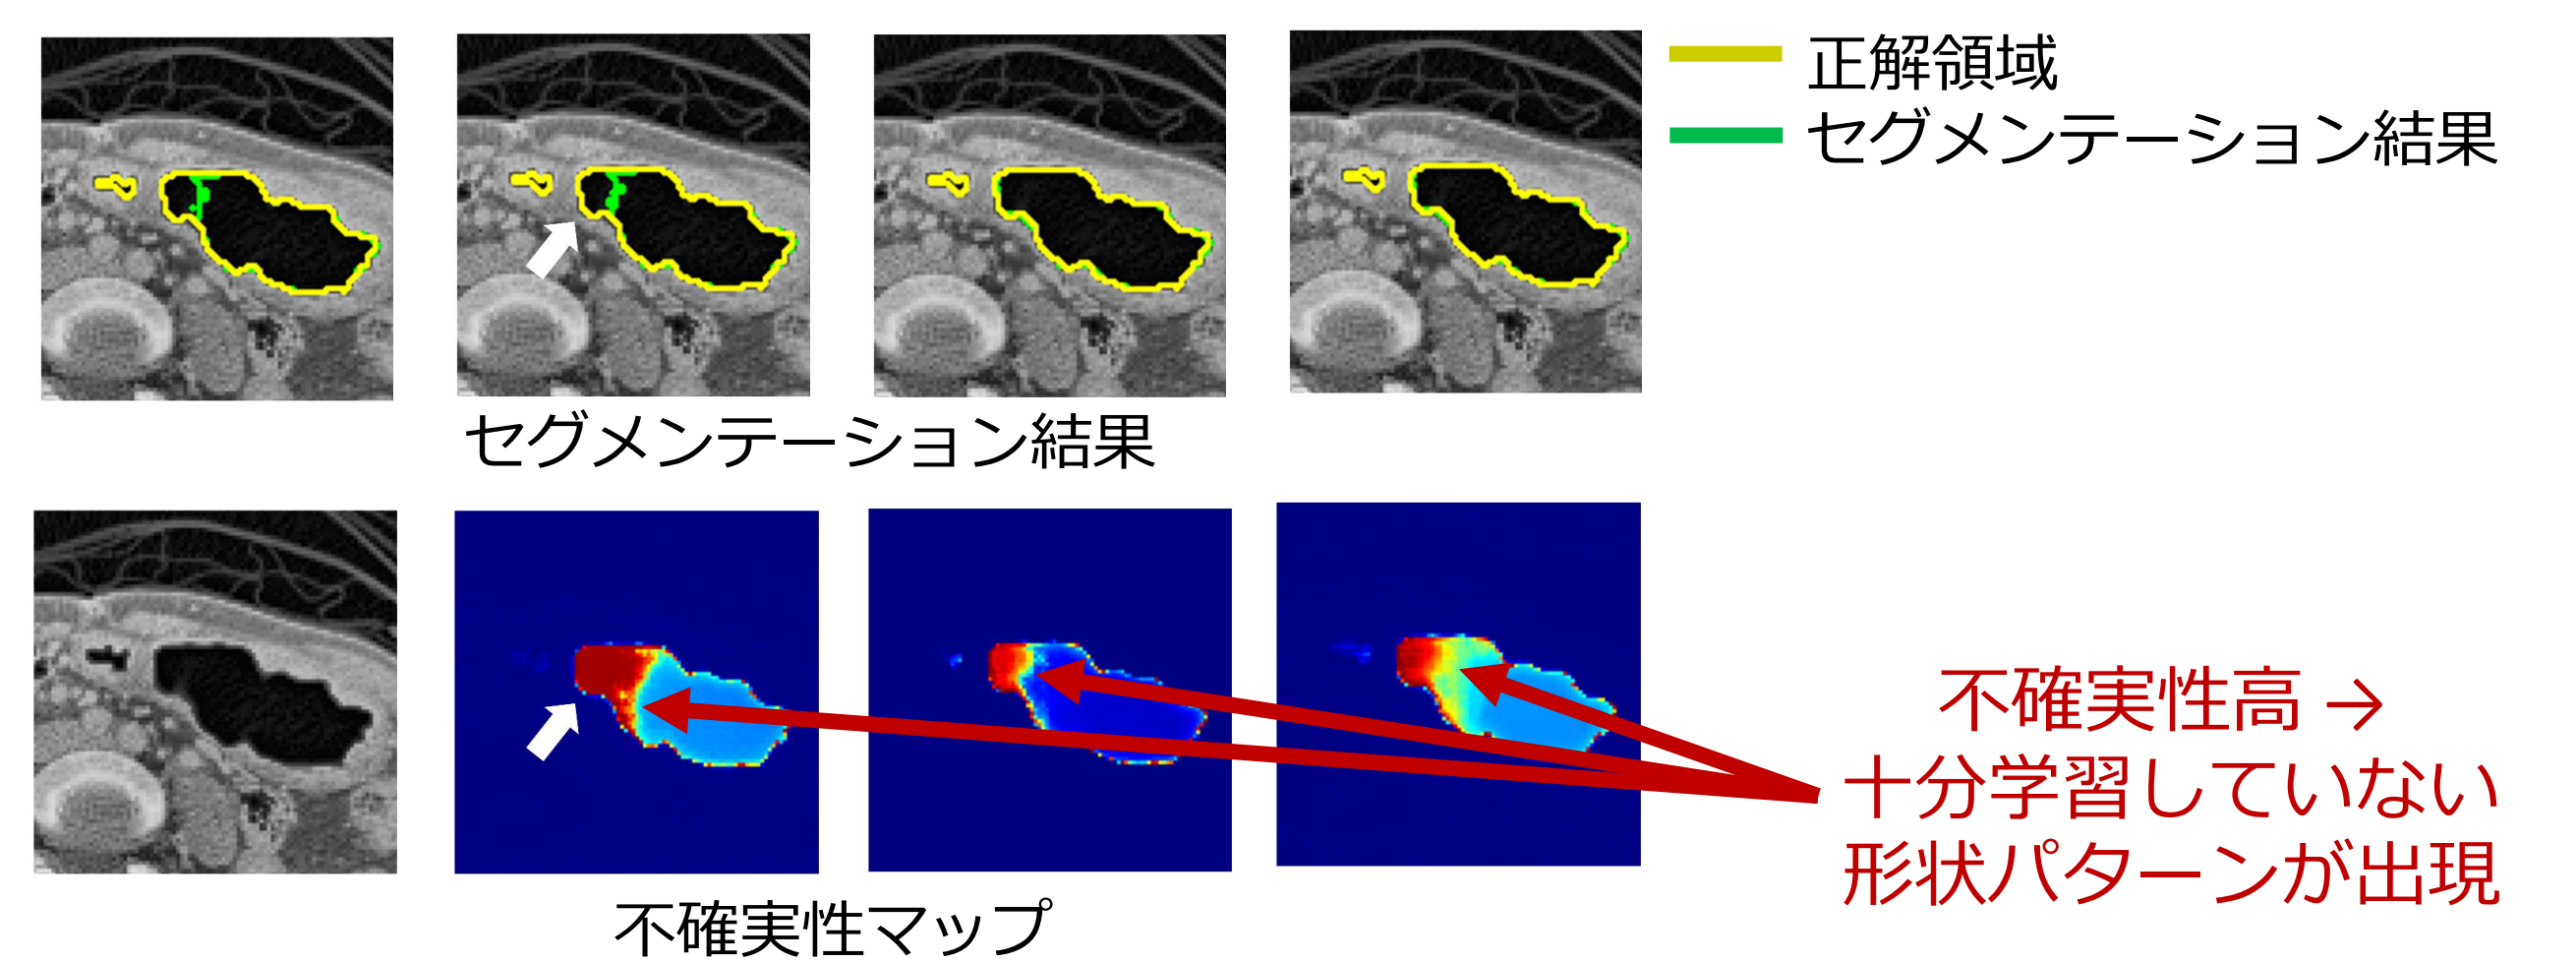 正解領域
セグメンテーション結果
セグメンテーション結果
不確実性マップ
不確実性高 →
十分学習していない
形状パターンが出現